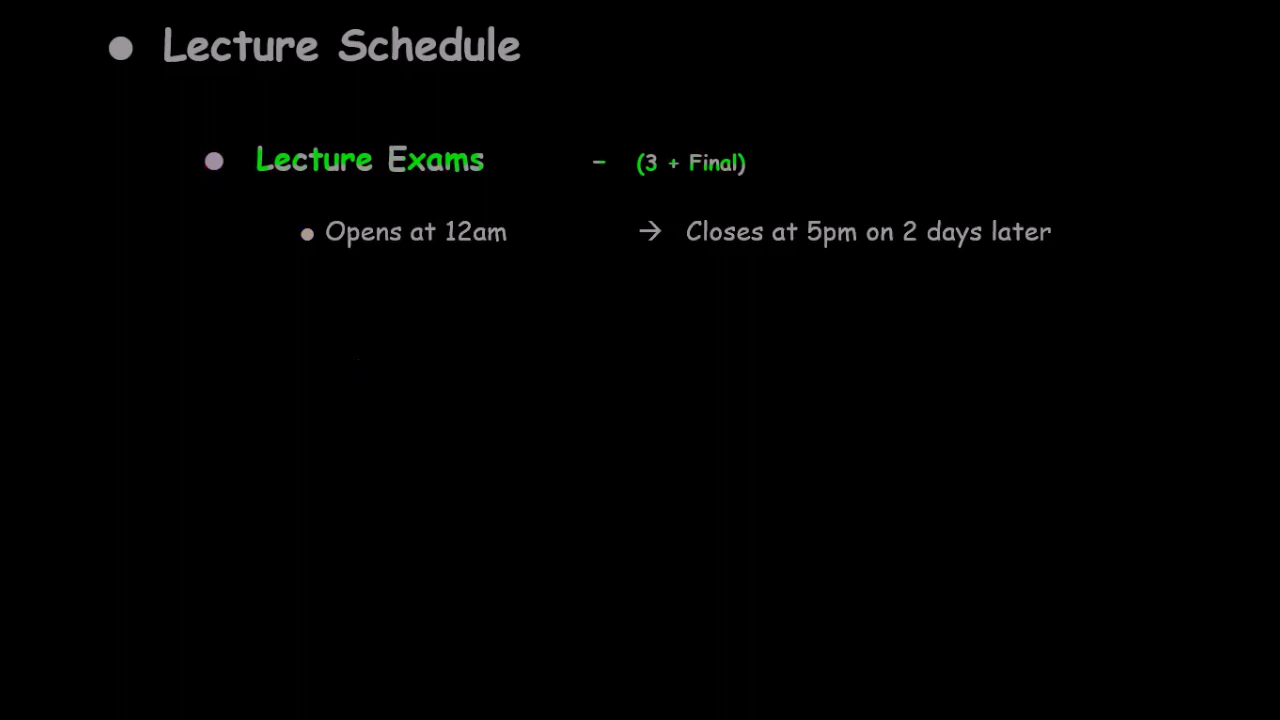 ● Lecture Schedule
● Lecture Exams - (3 + Final)
● Opens at 12am → Closes at 5pm on 2 days later